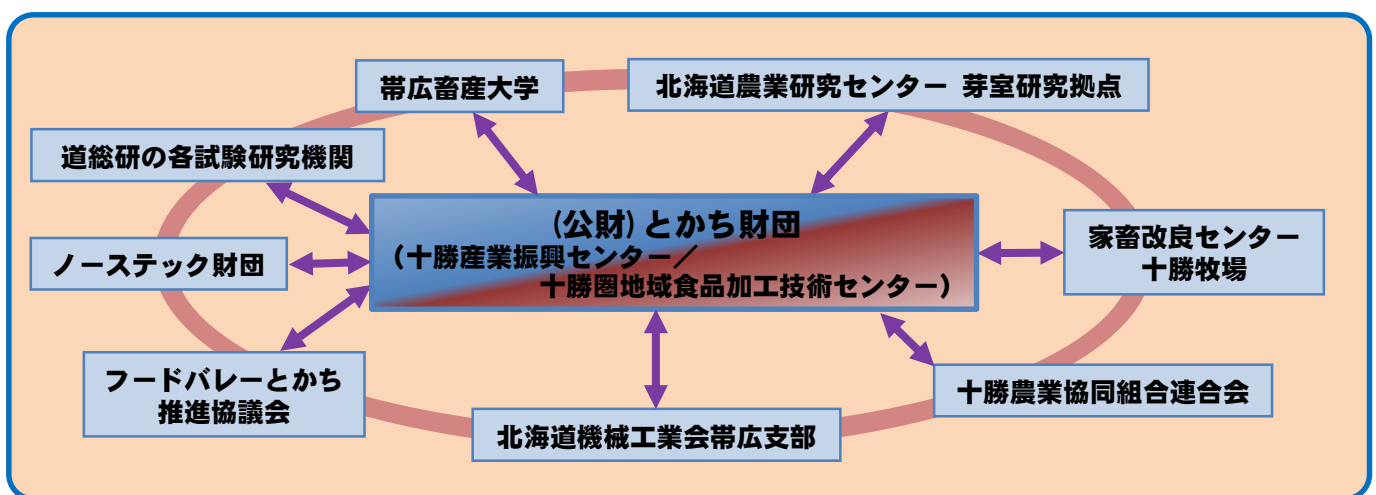 帯広畜産大学
北海道農業研究センター 芽室研究拠点
道総研の各試験研究機関
(公財) とかち財団
(十勝産業振興センター／
十勝圏地域食品加工技術センター)
ノーステック財団
家畜改良センター
十勝牧場
フードバレーとかち
推進協議会
十勝農業協同組合連合会
北海道機械工業会帯広支部